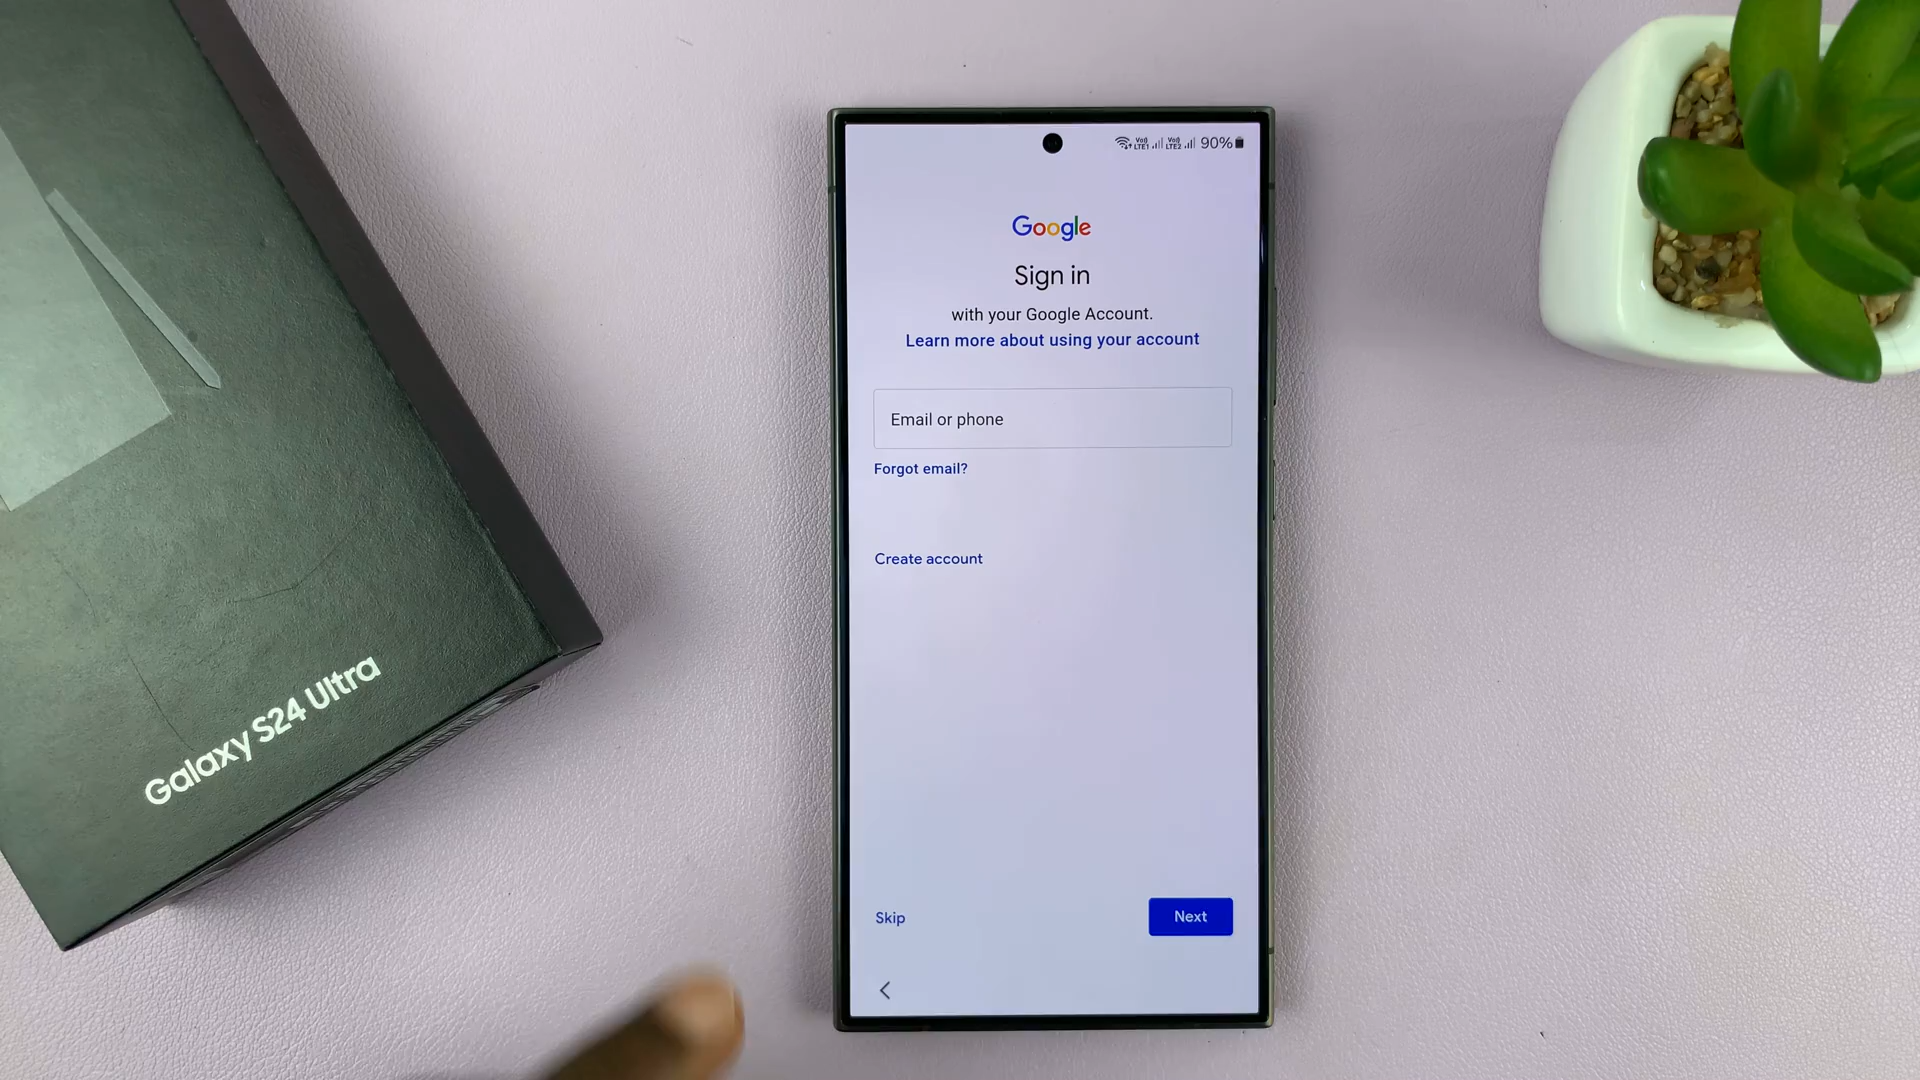 90%
Google
Sign in
with your Google Account.
Learn more about using your account
Email or phone
Forgot email?
Create account
Skip
Next
Galaxy S24 Ultra